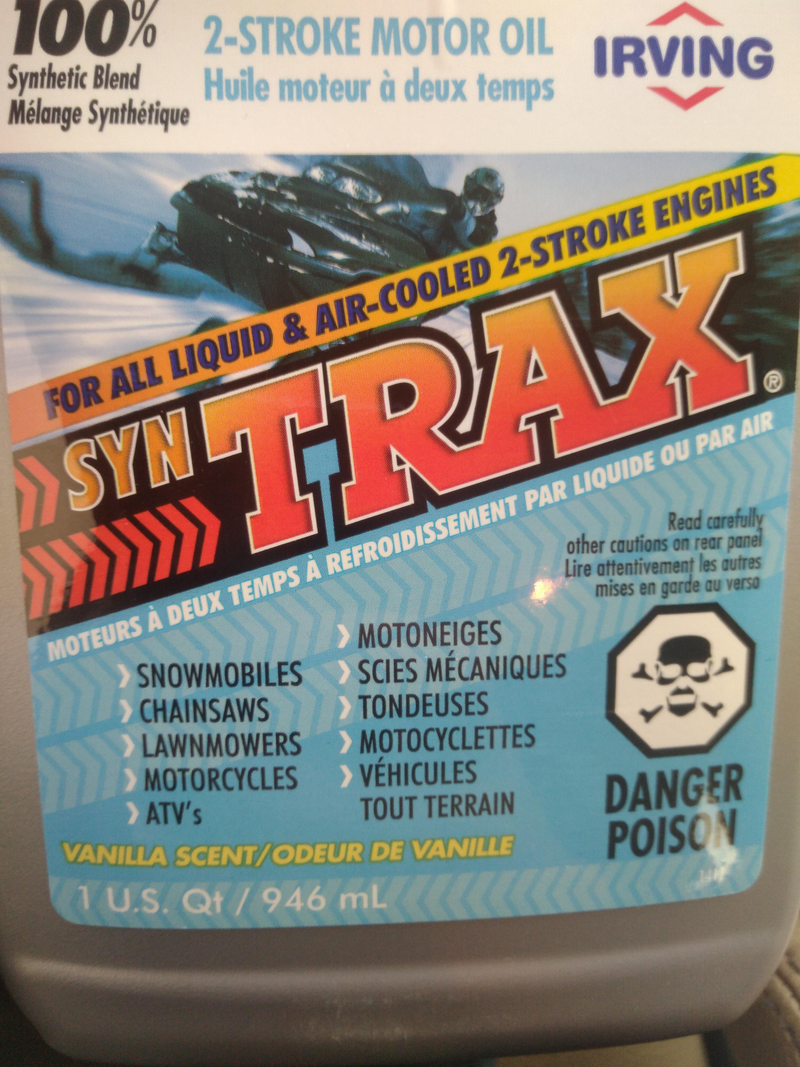 100%
Synthetic Blend
Mélange Synthétique
2-STROKE MOTOR OIL
Huile moteur à deux temps
IRVING
FOR ALL LIQUID & AIR-COOLED 2-STROKE ENGINES
SYN TRAX®
MOTEURS À DEUX TEMPS À REFROIDISSEMENT PAR LIQUIDE OU PAR AIR
Read carefully
other cautions on rear panel
Lire attentivement les autres
mises en garde au verso
SNOWMOBILES
CHAINSAWS
LAWNMOWERS
MOTORCYCLES
ATV's
MOTONEIGES
SCIES MÉCANIQUES
TONDEUSES
MOTOCYCLETTES
VÉHICULES
TOUT TERRAIN
DANGER
POISON
VANILLA SCENT/ODEUR DE VANILLE
1 U.S. Qt / 946 mL